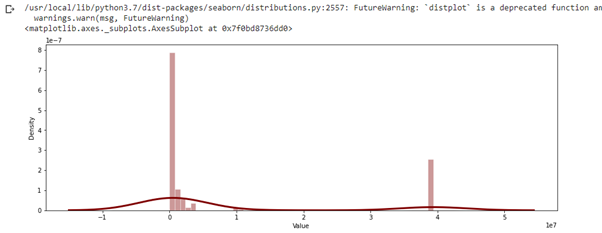 /usr/local/lib/python3.7/dist-packages/seaborn/distributions.py:2557: FutureWarning: `distplot` is a deprecated function an
warnings.warn(msg, FutureWarning)
<matplotlib.axes._subplots.AxesSubplot at 0x7f0bd8736dd0>
1e-7
8
7
6
5
4
3
2
1
0
Density
−1 0 1 2 3 4 5
Value
1e7